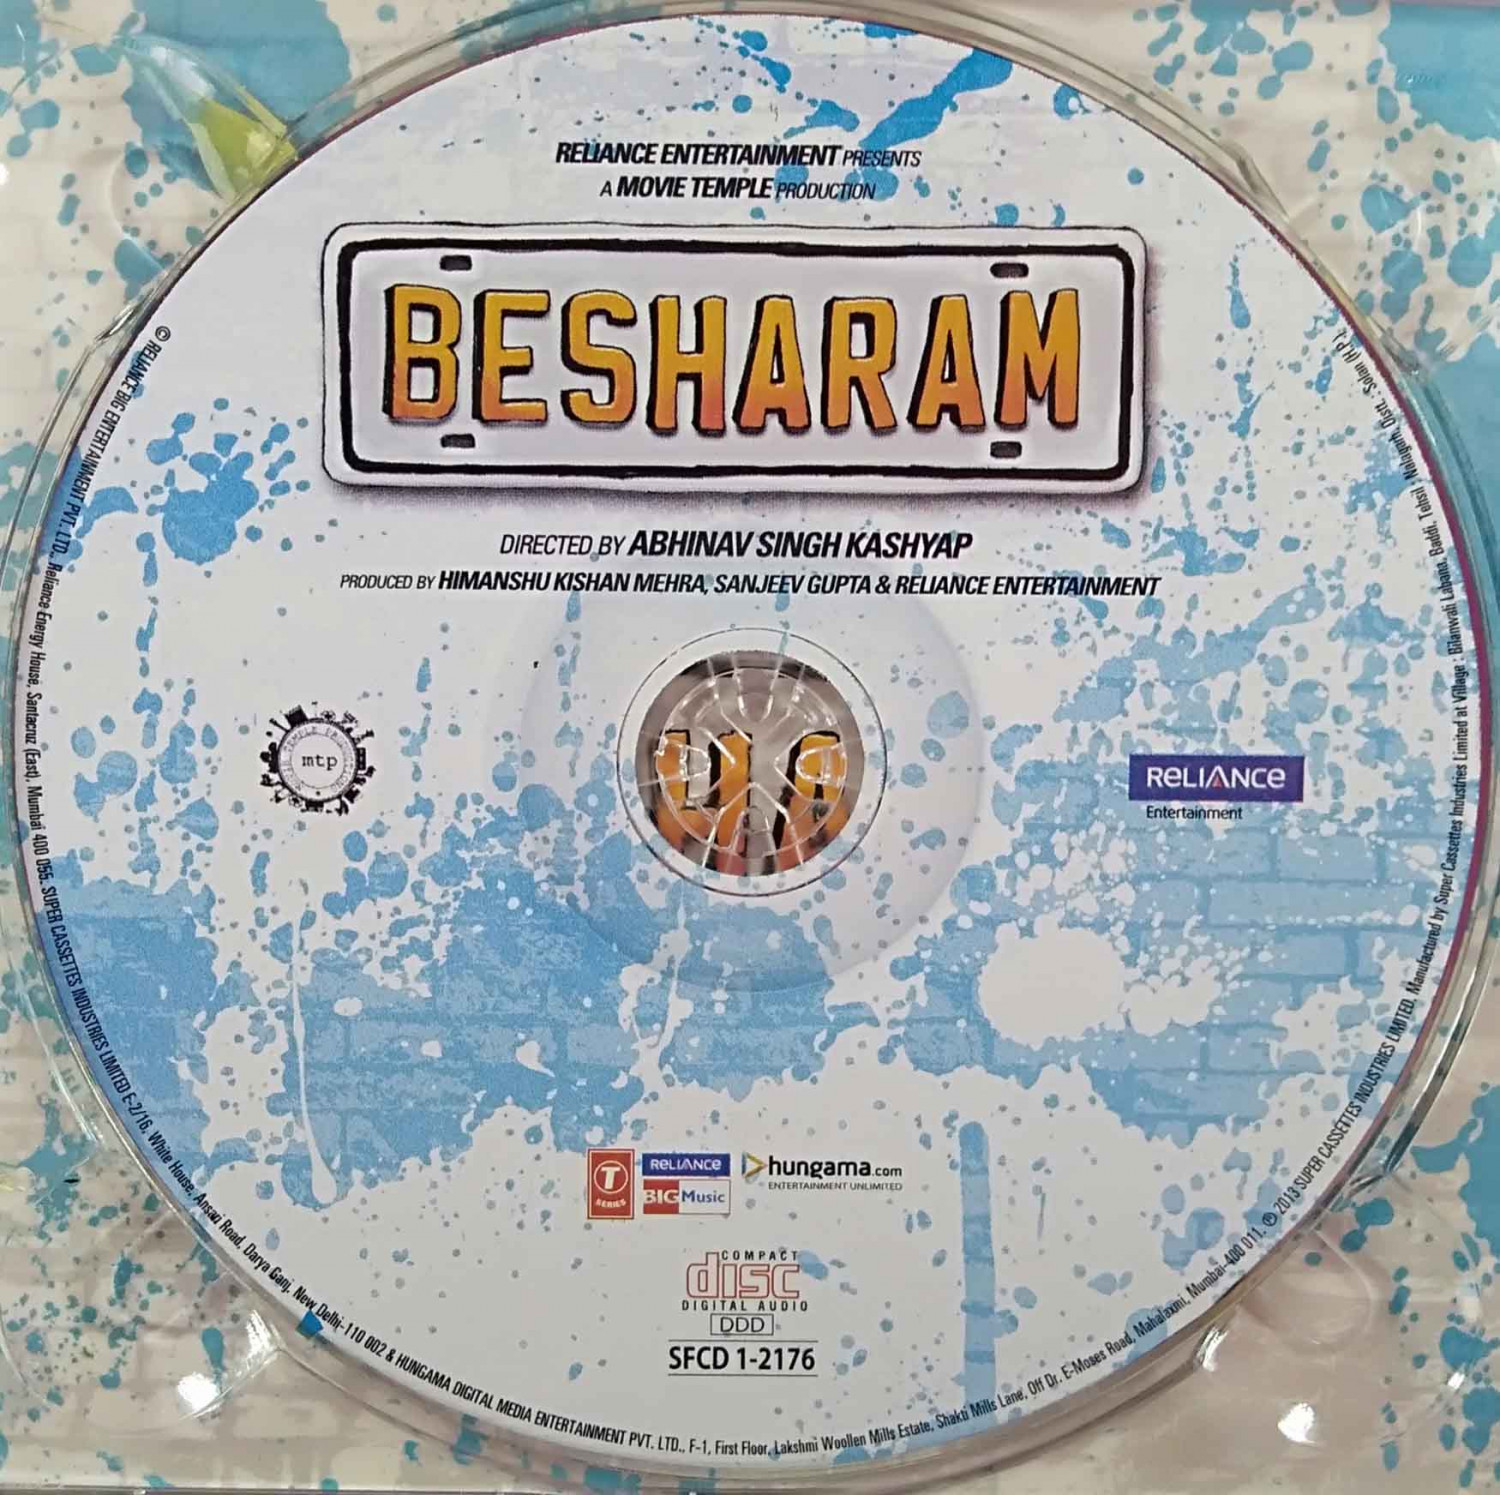 RELIANCE ENTERTAINMENT PRESENTS
A MOVIE TEMPLE PRODUCTION
BESHARAM
DIRECTED BY ABHINAV SINGH KASHYAP
PRODUCED BY HIMANSHU KISHAN MEHRA, SANJEEV GUPTA & RELIANCE ENTERTAINMENT
mtp
RELIANCE
Entertainment
T
SERIES
RELIANCE
BIG Music
hungama.com
ENTERTAINMENT UNLIMITED
COMPACT
disc
DIGITAL AUDIO
DDD
SFCD 1-2176
© RELIANCE BIG ENTERTAINMENT PVT. LTD., Reliance Energy House, Santacruz (East), Mumbai 400 055. SUPER CASSETTES INDUSTRIES LIMITED E-2/16, White House, Ansari Road, Darya Ganj, New Delhi-110 002 & HUNGAMA DIGITAL MEDIA ENTERTAINMENT PVT. LTD., F-1, First Floor, Lakshmi Woollen Mills Estate, Shakti Mills Lane, Off Dr. E-Moses Road, Mahalaxmi, Mumbai-400 011. ℗ 2013 SUPER CASSETTES INDUSTRIES LIMITED. Manufactured by Super Cassettes Industries Limited at Village : Bilanwali Labana, Baddi, Tehsil : Nalagarh, Distt. : Solan (H.P.).